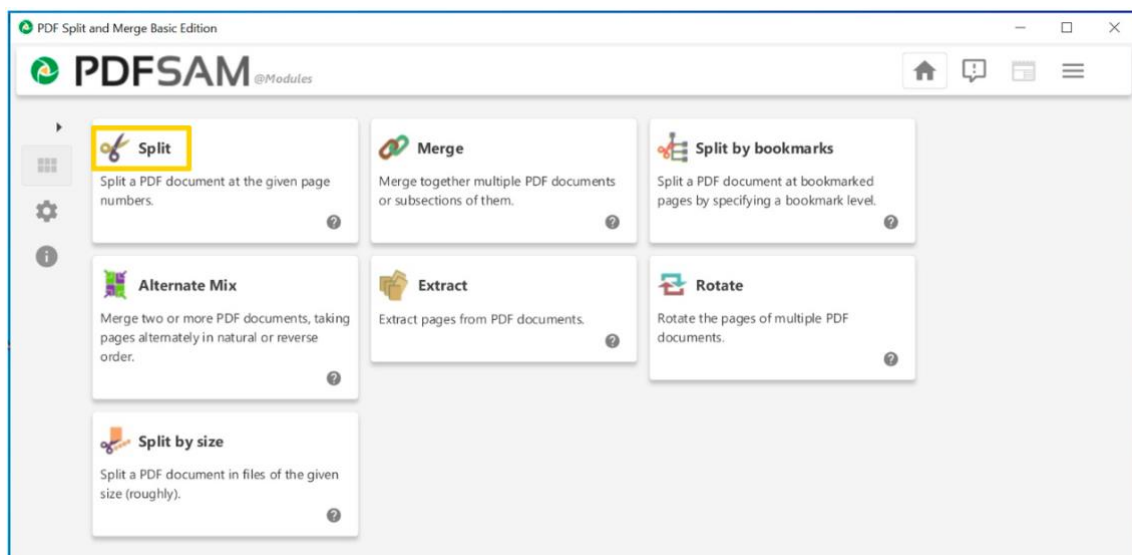 PDF Split and Merge Basic Edition
PDFSAM @Modules
Split
Split a PDF document at the given page
numbers.
Merge
Merge together multiple PDF documents
or subsections of them.
Split by bookmarks
Split a PDF document at bookmarked
pages by specifying a bookmark level.
Alternate Mix
Merge two or more PDF documents, taking
pages alternately in natural or reverse
order.
Extract
Extract pages from PDF documents.
Rotate
Rotate the pages of multiple PDF
documents.
Split by size
Split a PDF document in files of the given
size (roughly).